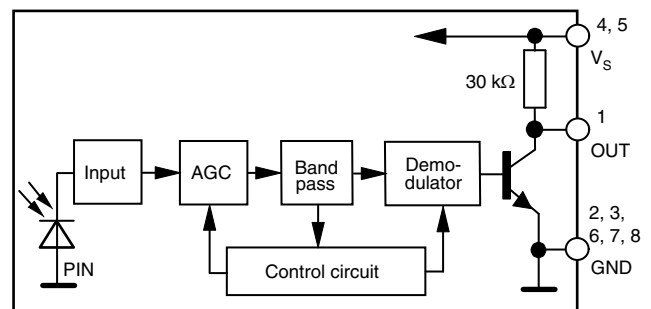 4, 5
V_S
30 kΩ
1
OUT
Input
AGC
Band
pass
Demo-
dulator
2, 3,
6, 7, 8
GND
PIN
Control circuit